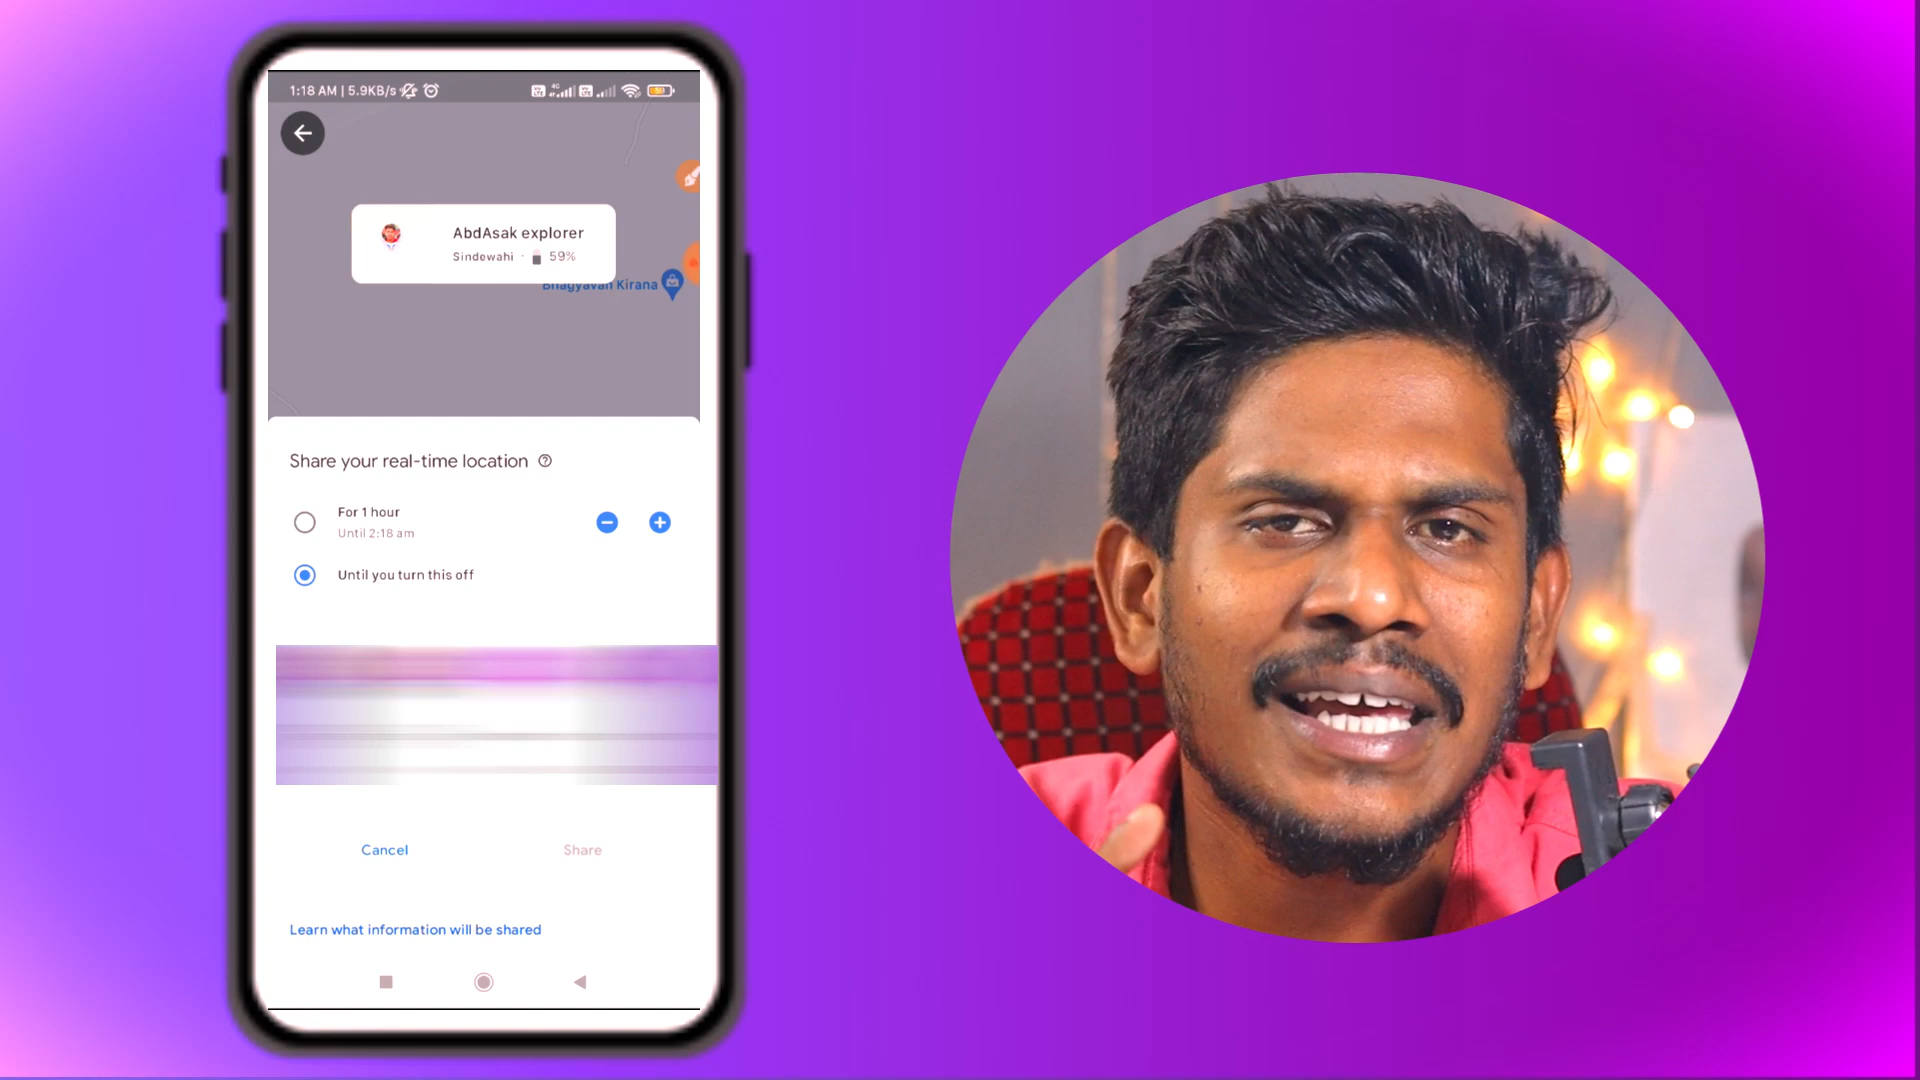 1:18 AM | 5.9KB/s
AbdAsak explorer
Sindewahi · 59%
Bhagyavan Kirana
Share your real-time location
For 1 hour
Until 2:18 am
Until you turn this off
Cancel
Share
Learn what information will be shared